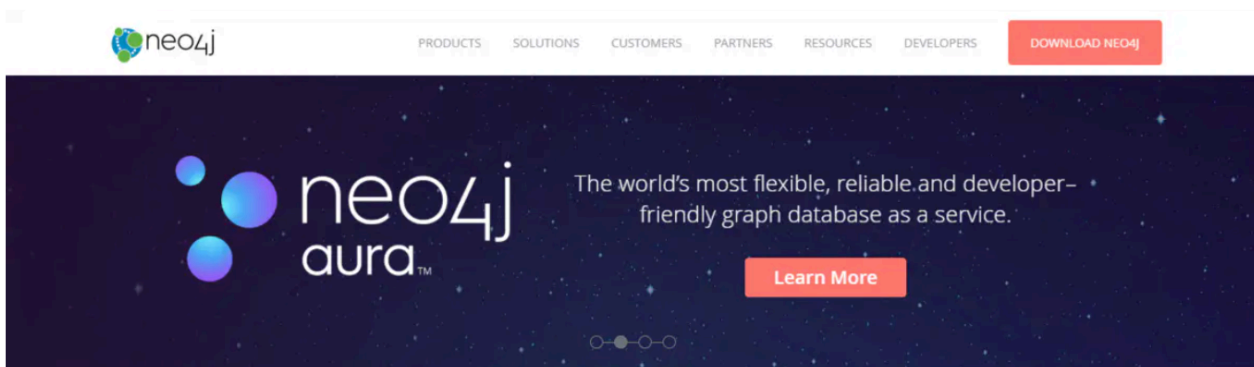 neo4j
PRODUCTS SOLUTIONS CUSTOMERS PARTNERS RESOURCES DEVELOPERS DOWNLOAD NEO4J
neo4j
aura™
The world's most flexible, reliable and developer–
friendly graph database as a service.
Learn More